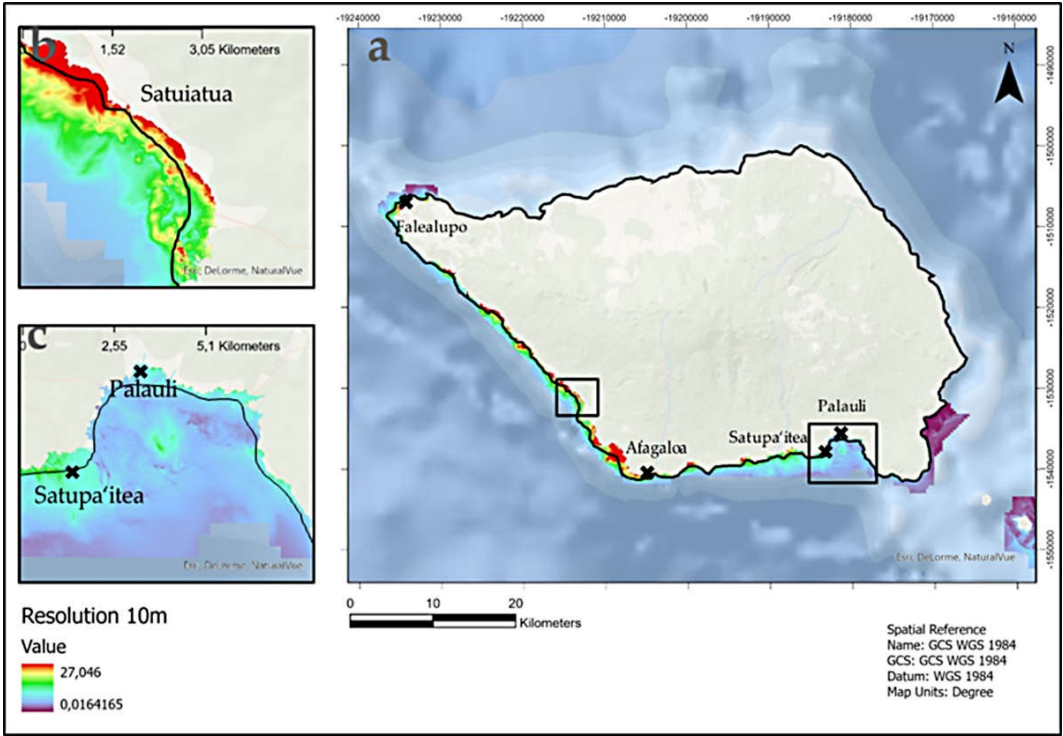 -19240000 -19230000 -19220000 -19210000 -19200000 -19190000 -19180000 -19170000 -19160000
b
1,52 3,05 Kilometers
Satuiatua
Esri, DeLorme, NaturalVue
a
N
-1490000
-1500000
-1510000
-1520000
-1530000
-1540000
-1550000
Falealupo
Afagaloa
Satupa‘itea
Palauli
Esri, DeLorme, NaturalVue
c
0 2,55 5,1 Kilometers
Palauli
Satupa‘itea
Esri, DeLorme, NaturalVue
Resolution 10m
Value
27,046
0,0164165
0 10 20
Kilometers
Spatial Reference
Name: GCS WGS 1984
GCS: GCS WGS 1984
Datum: WGS 1984
Map Units: Degree